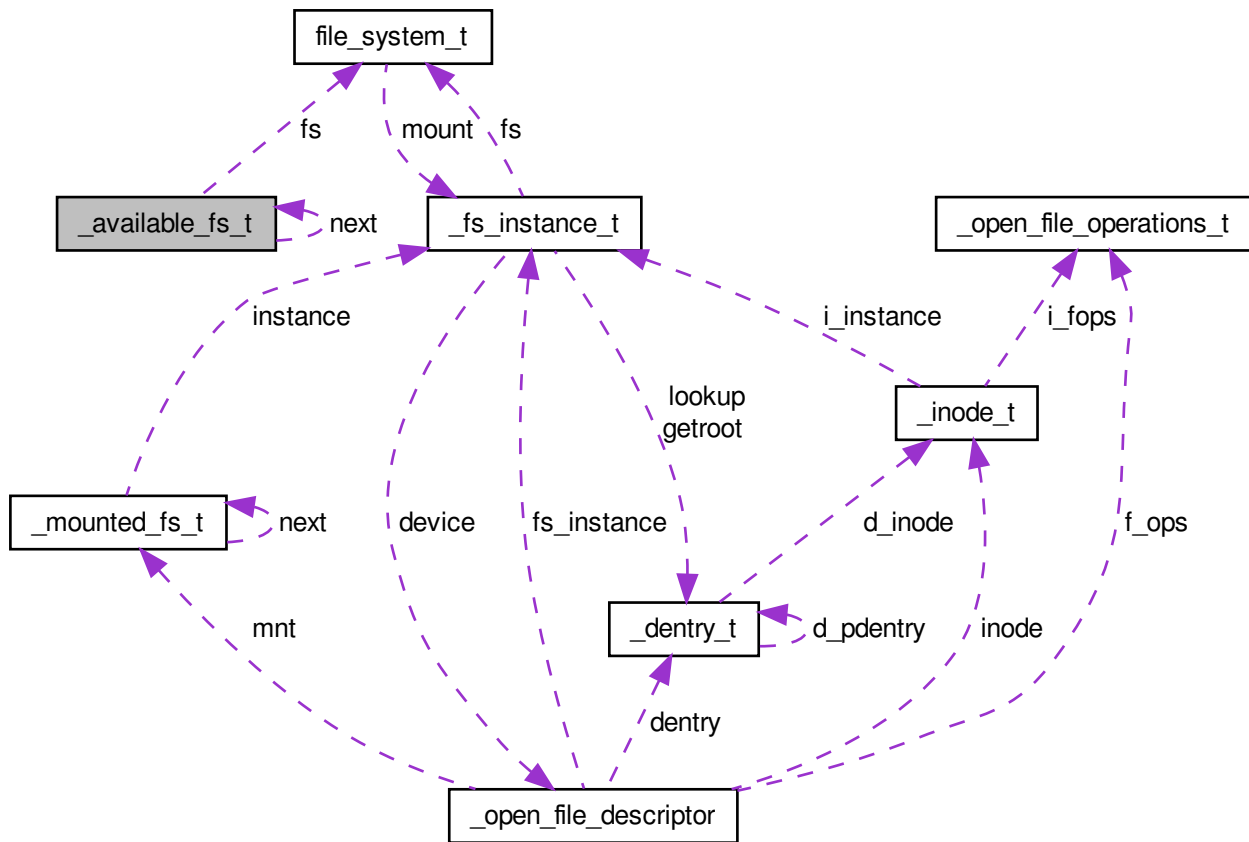 file_system_t
fs
mount
fs
_available_fs_t
next
_fs_instance_t
_open_file_operations_t
instance
i_instance
i_fops
lookup
getroot
_inode_t
_mounted_fs_t
next
device
fs_instance
d_inode
f_ops
mnt
_dentry_t
d_pdentry
inode
dentry
_open_file_descriptor